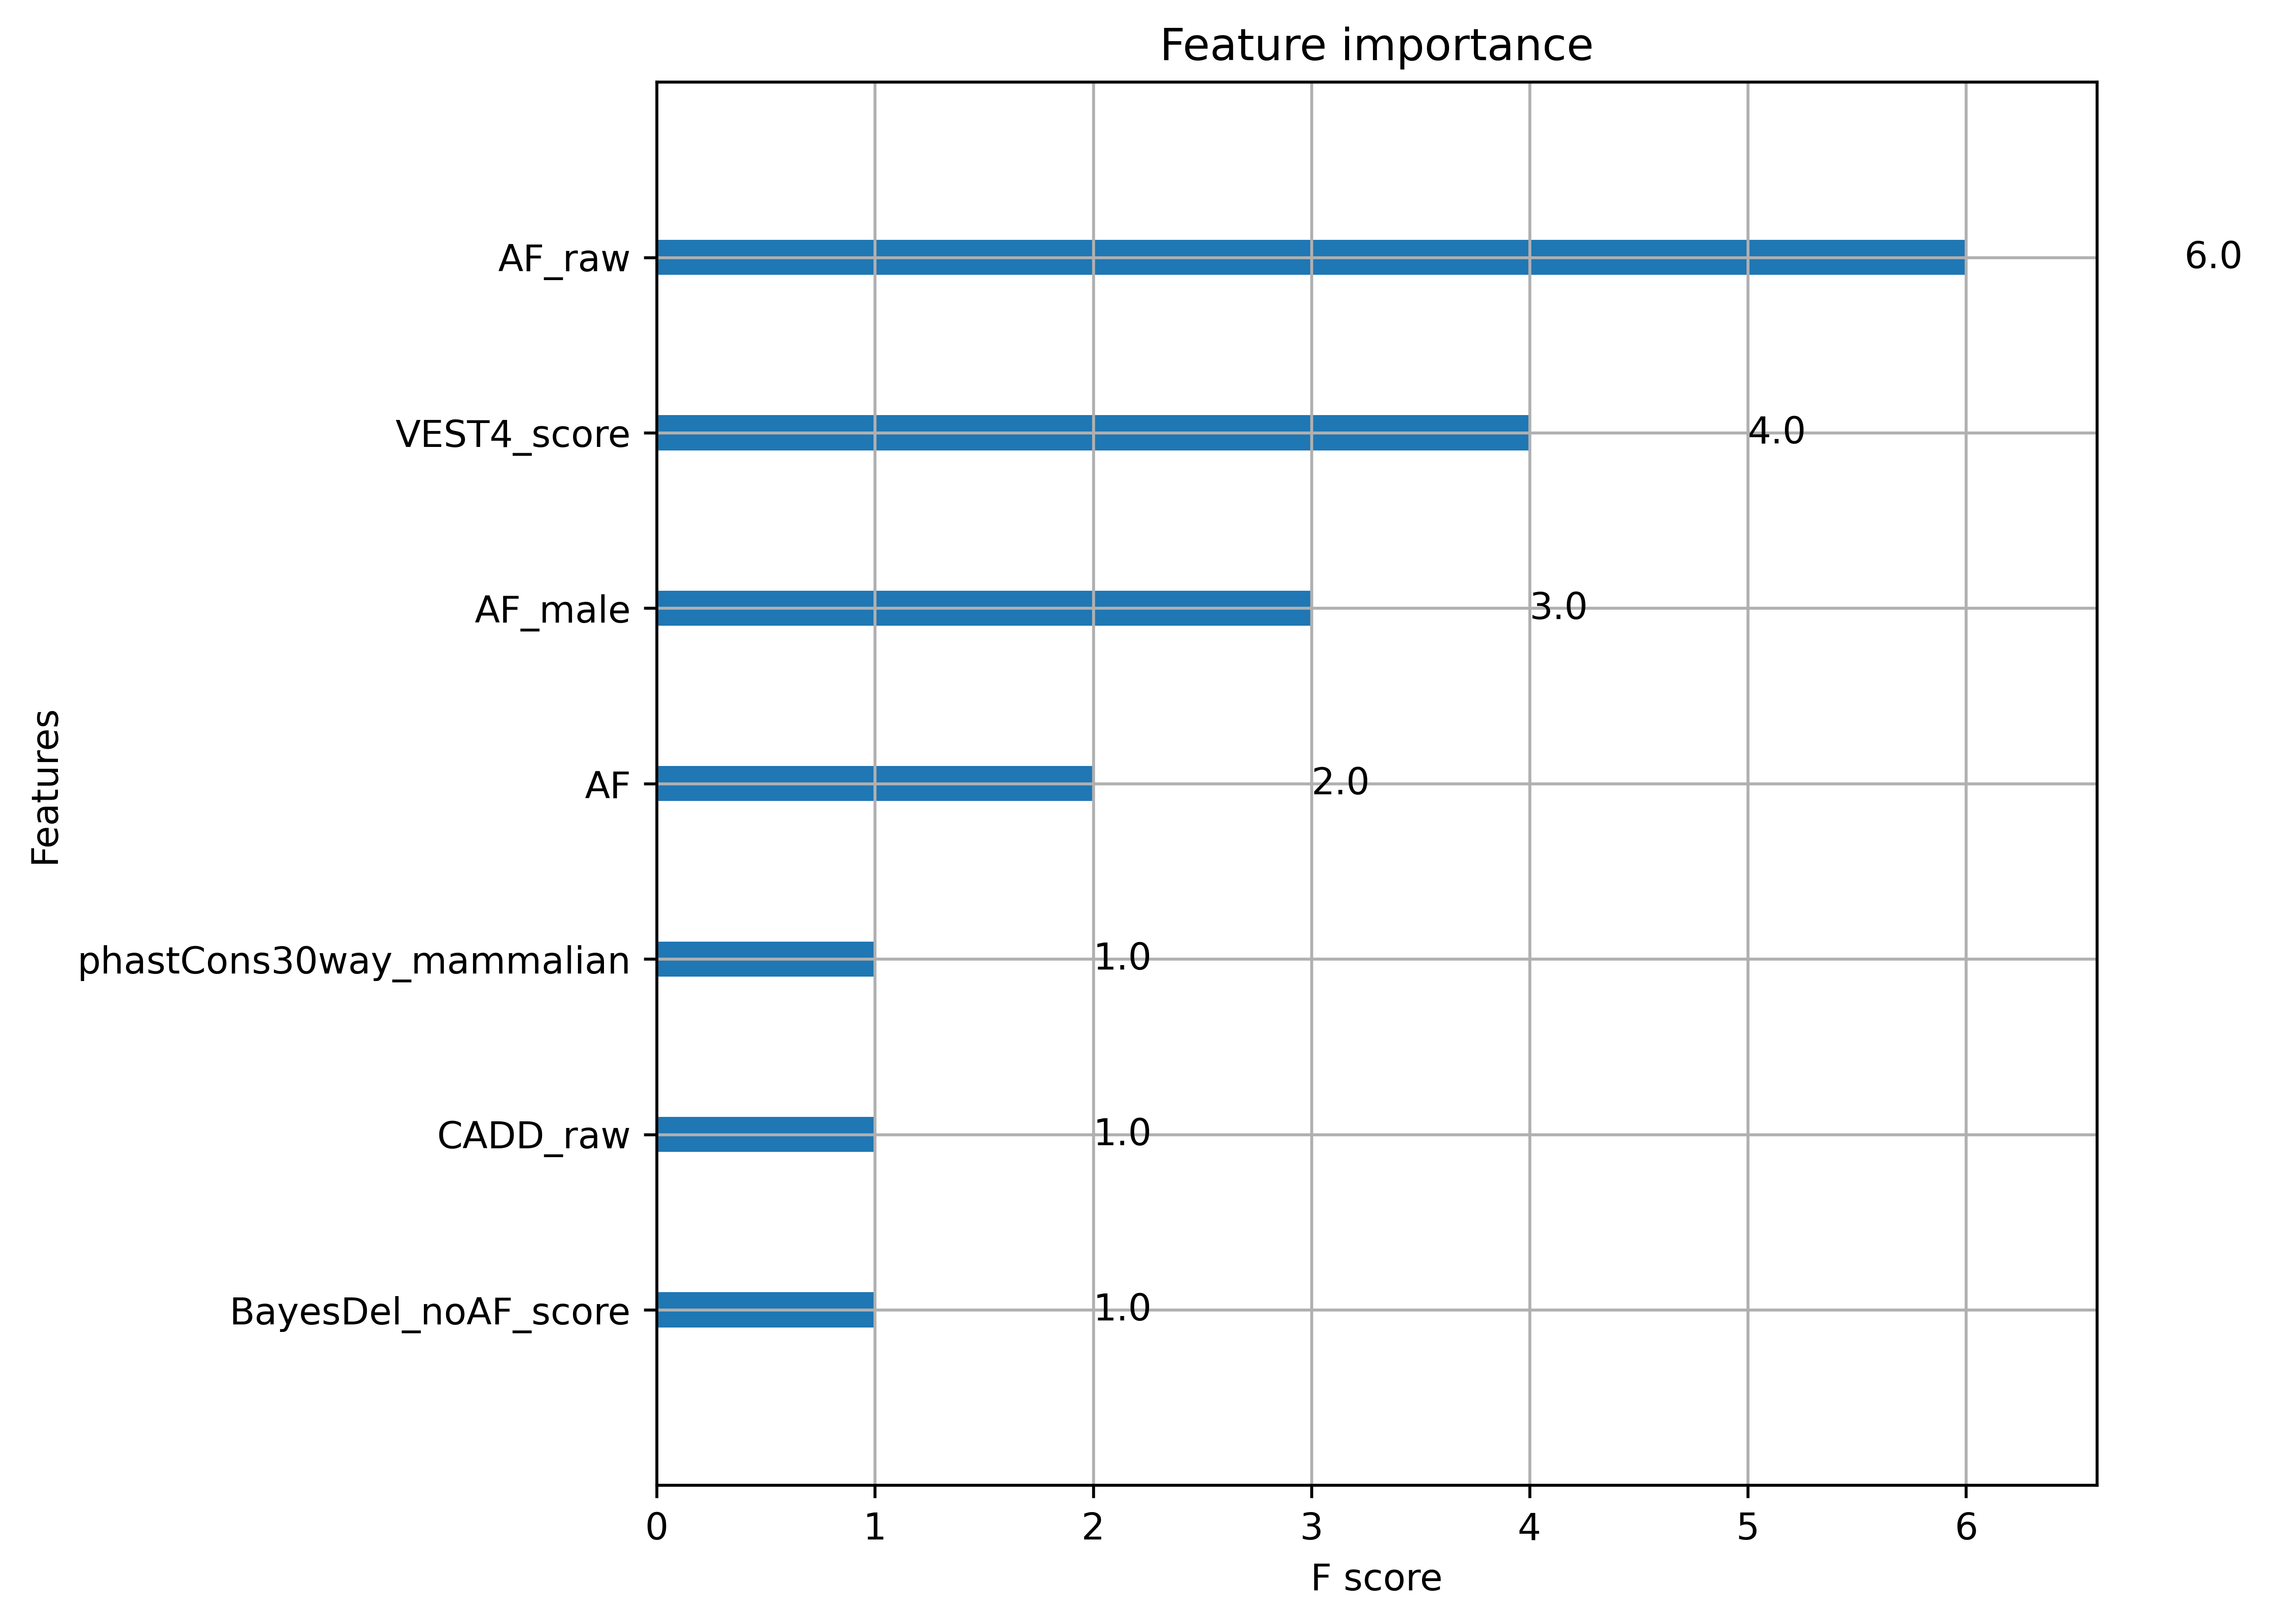 Feature importance
AF_raw
6.0
VEST4_score
4.0
AF_male
3.0
AF
2.0
Features
phastCons30way_mammalian
1.0
CADD_raw
1.0
BayesDel_noAF_score
1.0
0 1 2 3 4 5 6
F score